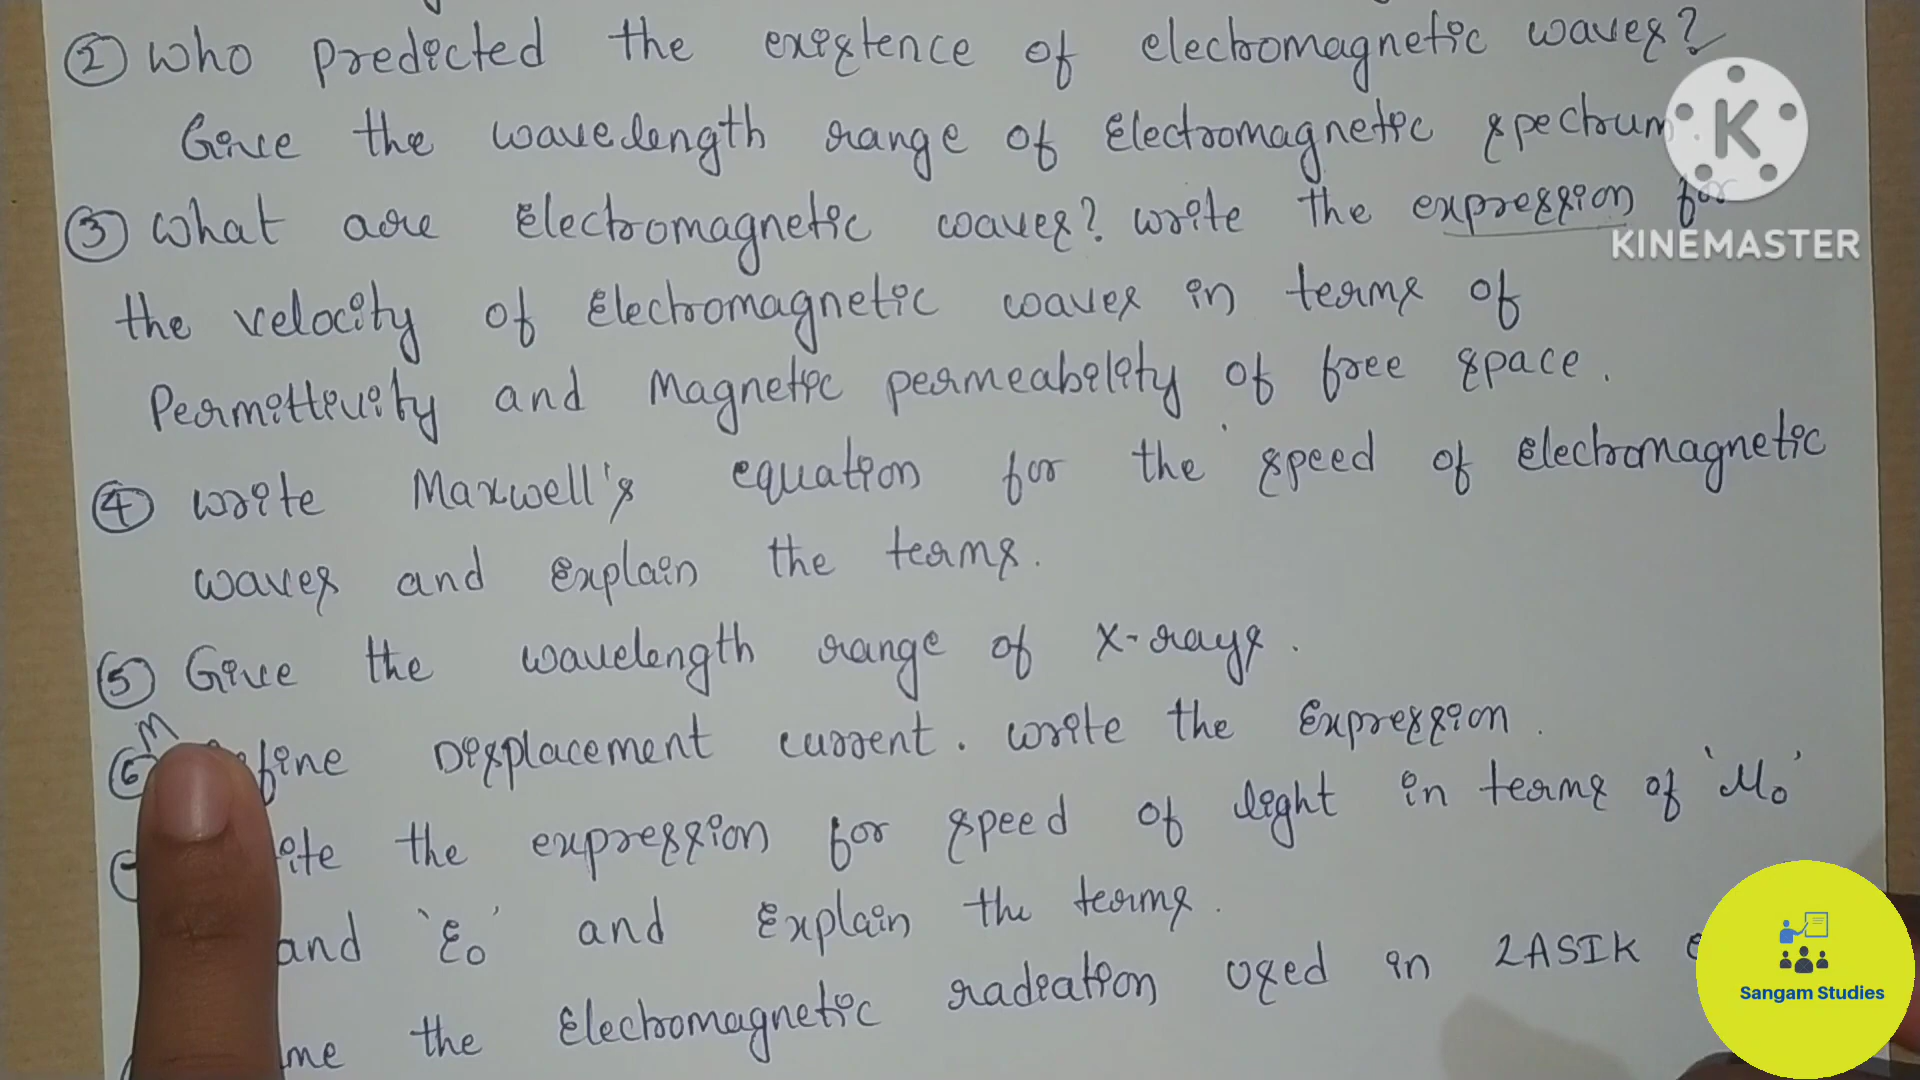 ② Who predicted the existence of electromagnetic waves?
Give the wavelength range of Electromagnetic spectrum.
③ What are Electromagnetic waves? write the expression for
the velocity of Electromagnetic waves in terms of
Permittivity and Magnetic permeability of free space.
④ write Maxwell's equation for the speed of Electromagnetic
waves and Explain the terms.
⑤ Give the wavelength range of X-rays.
M
⑥ Define Displacement current. write the Expression.
the expression for speed of light in terms of 'μ₀'
and 'ε₀' and Explain the terms.
the Electromagnetic radiation used in LASIK
K
KINEMASTER
Sangam Studies